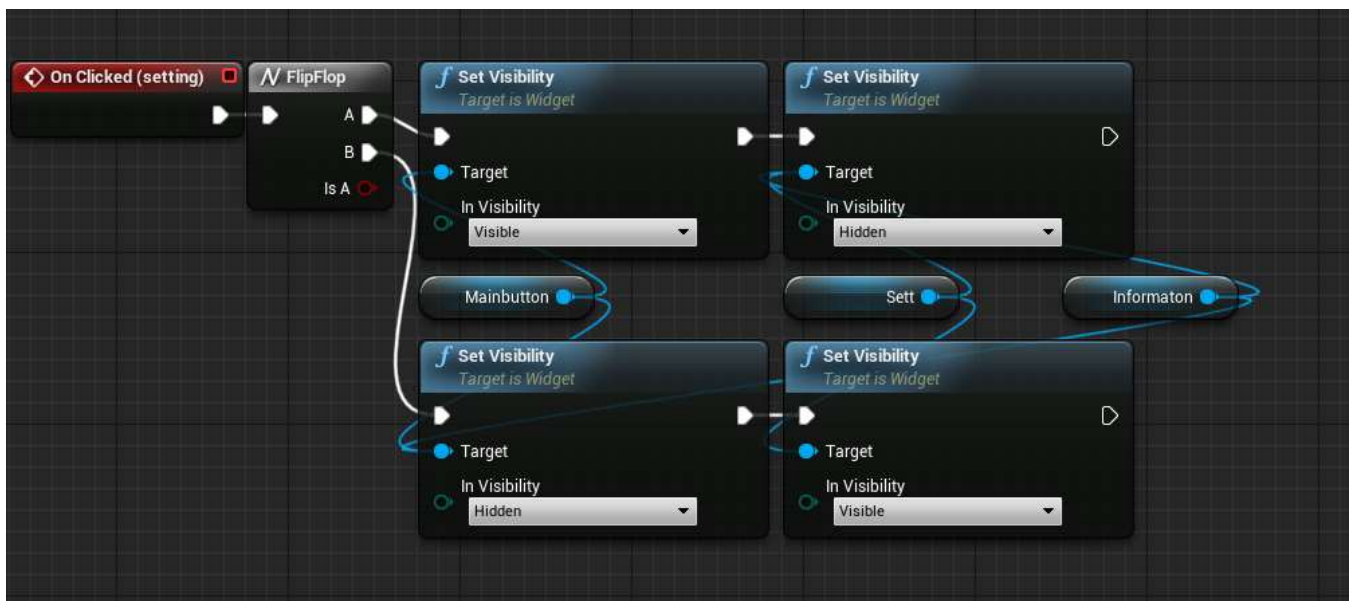 On Clicked (setting)
FlipFlop
A
B
Is A
Set Visibility
Target is Widget
Target
In Visibility
Visible
Set Visibility
Target is Widget
Target
In Visibility
Hidden
Mainbutton
Sett
Informaton
Set Visibility
Target is Widget
Target
In Visibility
Hidden
Set Visibility
Target is Widget
Target
In Visibility
Visible